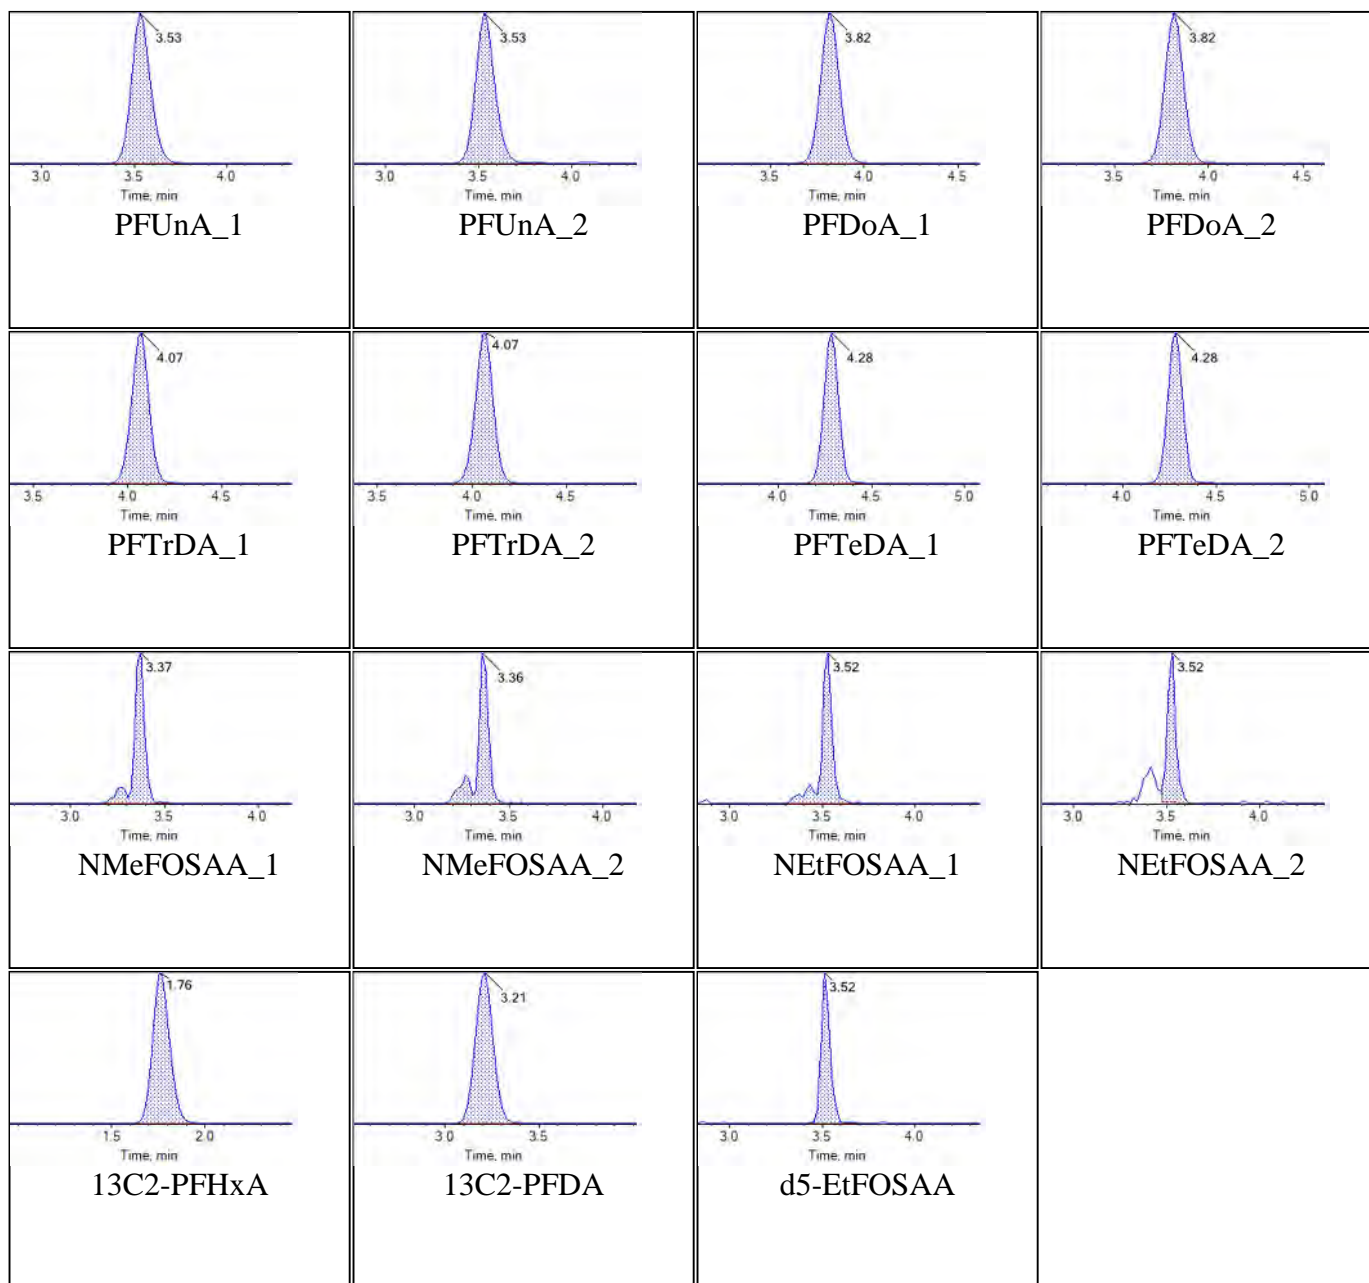 3.53
3.53
3.82
3.82
3.0 3.5 4.0
3.0 3.5 4.0
3.5 4.0 4.5
3.5 4.0 4.5
Time, min
Time, min
Time, min
Time, min
PFUnA_1
PFUnA_2
PFDoA_1
PFDoA_2
4.07
4.07
4.28
4.28
3.5 4.0 4.5
3.5 4.0 4.5
4.0 4.5 5.0
4.0 4.5 5.0
Time, min
Time, min
Time, min
Time, min
PFTrDA_1
PFTrDA_2
PFTeDA_1
PFTeDA_2
3.37
3.36
3.52
3.52
3.0 3.5 4.0
3.0 3.5 4.0
3.0 3.5 4.0
3.0 3.5 4.0
Time, min
Time, min
Time, min
Time, min
NMeFOSAA_1
NMeFOSAA_2
NEtFOSAA_1
NEtFOSAA_2
1.76
3.21
3.52
1.5 2.0
3.0 3.5
3.0 3.5 4.0
Time, min
Time, min
Time, min
13C2-PFHxA
13C2-PFDA
d5-EtFOSAA